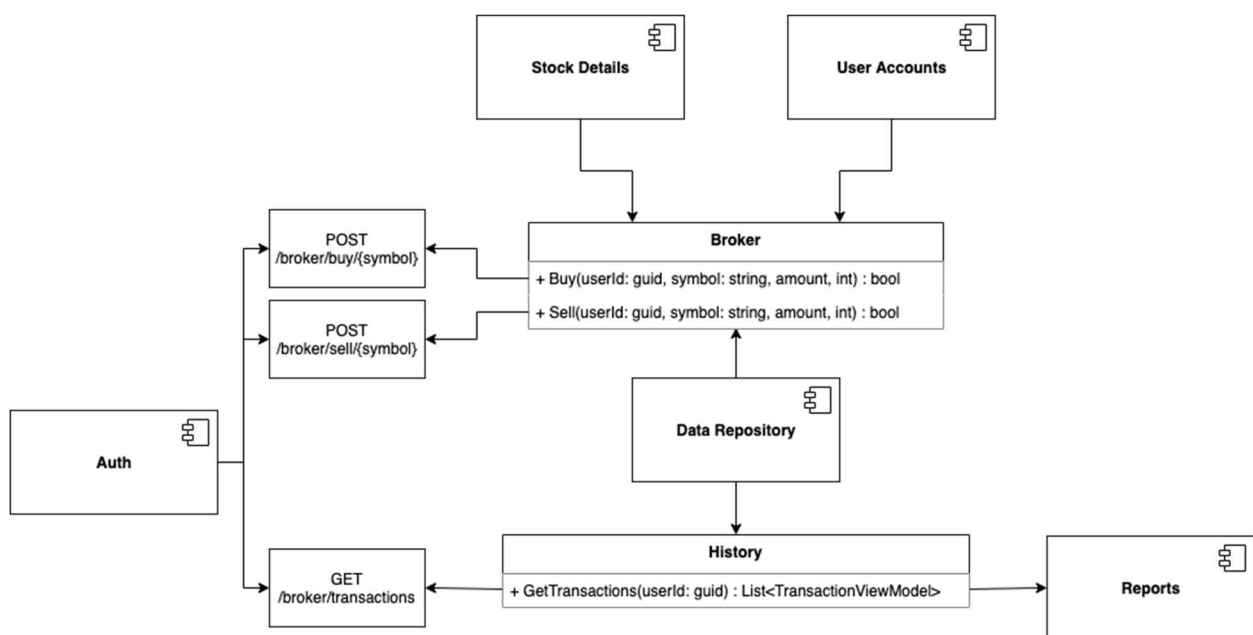 Stock Details
User Accounts
POST
/broker/buy/{symbol}
Broker
+ Buy(userId: guid, symbol: string, amount, int) : bool
+ Sell(userId: guid, symbol: string, amount, int) : bool
POST
/broker/sell/{symbol}
Data Repository
Auth
History
+ GetTransactions(userId: guid) : List<TransactionViewModel>
GET
/broker/transactions
Reports